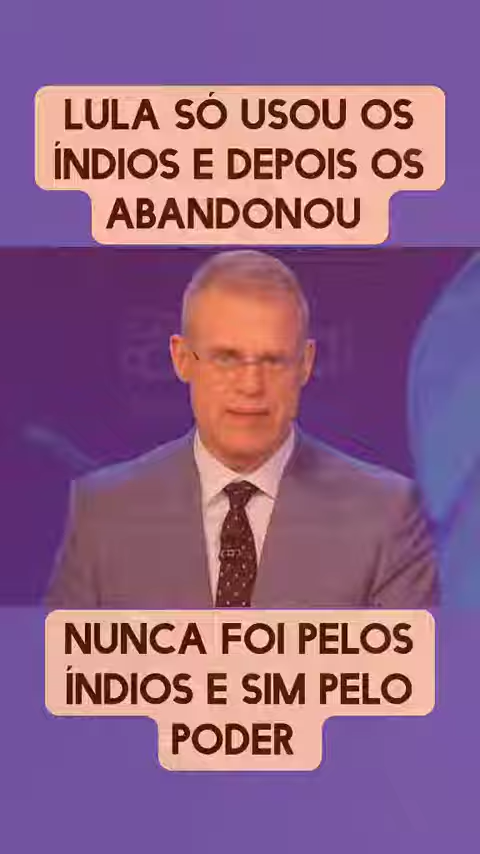 LULA SÓ USOU OS
ÍNDIOS E DEPOIS OS
ABANDONOU
NUNCA FOI PELOS
ÍNDIOS E SIM PELO
PODER